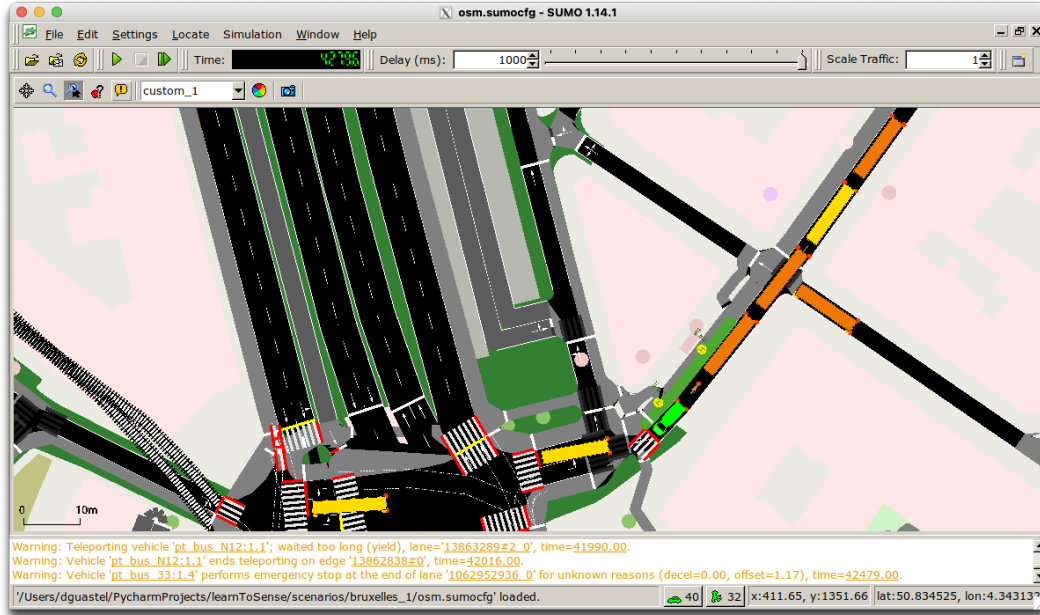 osm.sumocfg - SUMO 1.14.1
File Edit Settings Locate Simulation Window Help
Time: 42796 Delay (ms): 1000 Scale Traffic: 1
custom_1
0 10m
Warning: Teleporting vehicle 'pt_bus_N12:1.1'; waited too long (yield), lane='13863289#2_0', time=41990.00.
Warning: Vehicle 'pt_bus_N12:1.1' ends teleporting on edge '13862838#0', time=42016.00.
Warning: Vehicle 'pt_bus_33:1.4' performs emergency stop at the end of lane '1062952936_0' for unknown reasons (decel=0.00, offset=1.17), time=42479.00.
'/Users/dguastel/PycharmProjects/learnToSense/scenarios/bruxelles_1/osm.sumocfg' loaded. 40 32 x:411.65, y:1351.66 lat:50.834525, lon:4.343132